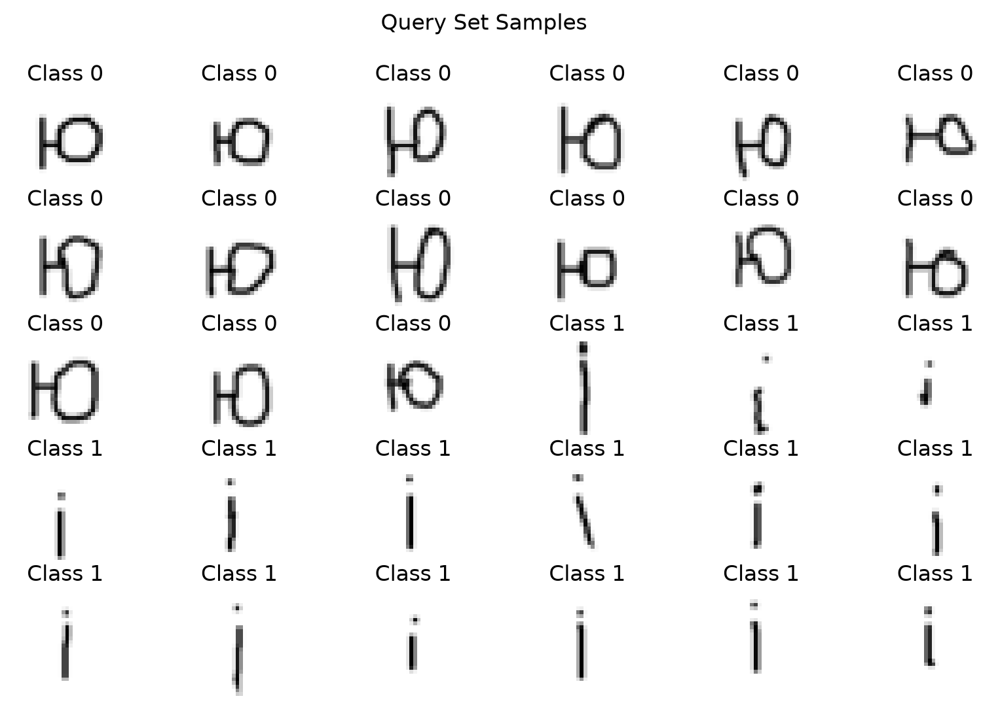 Query Set Samples
Class 0 Class 0 Class 0 Class 0 Class 0 Class 0
Ю Ю Ю Ю Ю Ю
Class 0 Class 0 Class 0 Class 0 Class 0 Class 0
Ю Ю Ю Ю Ю Ю
Class 0 Class 0 Class 0 Class 1 Class 1 Class 1
Ю Ю Ю i i i
Class 1 Class 1 Class 1 Class 1 Class 1 Class 1
i i i i i i
Class 1 Class 1 Class 1 Class 1 Class 1 Class 1
i i i i i i